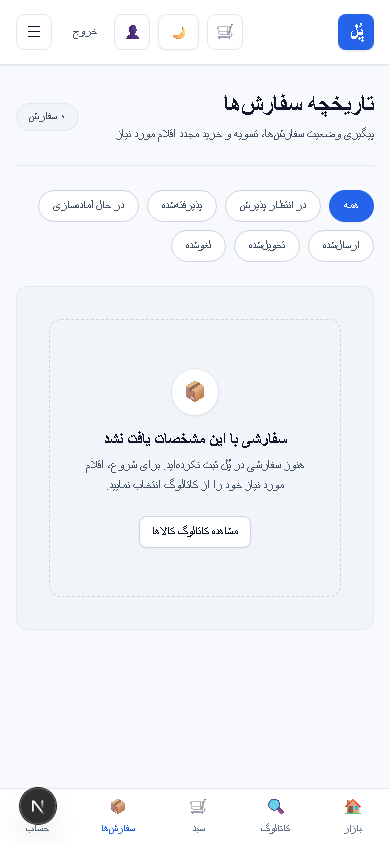 پُل
خروج
تاریخچه سفارش‌ها
پیگیری وضعیت سفارش‌ها، تسویه و خرید مجدد اقلام مورد نیاز
۰ سفارش
همه
در انتظار پذیرش
پذیرفته‌شده
در حال آماده‌سازی
ارسال‌شده
تحویل‌شده
لغوشده
سفارشی با این مشخصات یافت نشد
هنوز سفارشی در پُل ثبت نکرده‌اید. برای شروع، اقلام
مورد نیاز خود را از کاتالوگ انتخاب نمایید.
مشاهده کاتالوگ کالاها
بازار
کاتالوگ
سبد
سفارش‌ها
حساب
N